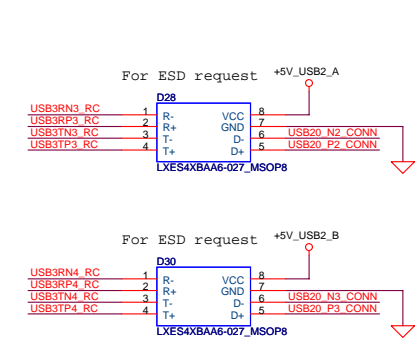 For ESD request +5V_USB2_A
D28
USB3RN3_RC 1 R- VCC 8
USB3RP3_RC 2 R+ GND 7
USB3TN3_RC 3 T- D- 6 USB20_N2_CONN
USB3TP3_RC 4 T+ D+ 5 USB20_P2_CONN
LXES4XBAA6-027_MSOP8
For ESD request +5V_USB2_B
D30
USB3RN4_RC 1 R- VCC 8
USB3RP4_RC 2 R+ GND 7
USB3TN4_RC 3 T- D- 6 USB20_N3_CONN
USB3TP4_RC 4 T+ D+ 5 USB20_P3_CONN
LXES4XBAA6-027_MSOP8